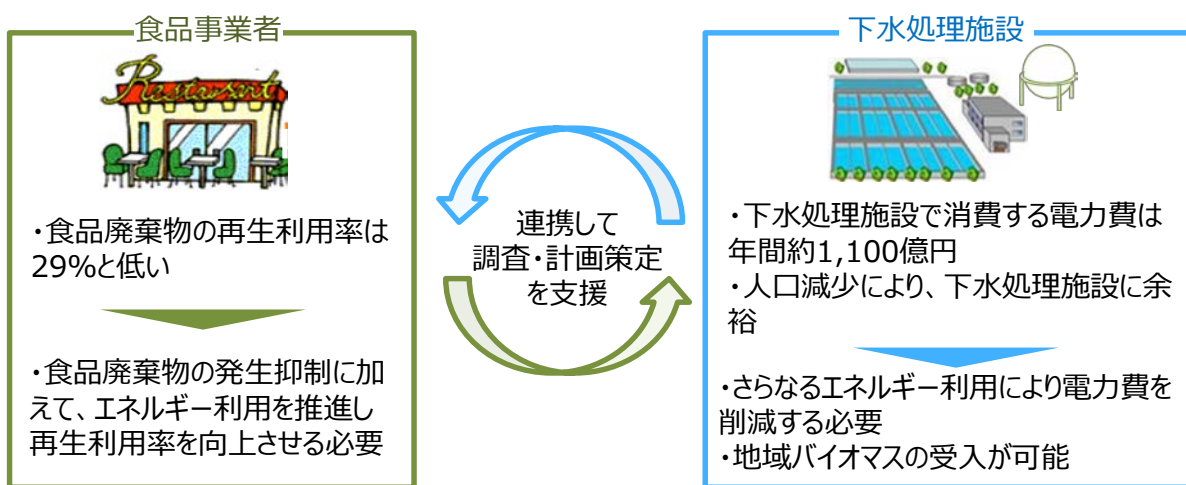 食品事業者
Restaurant
・食品廃棄物の再生利用率は
29%と低い
・食品廃棄物の発生抑制に加
えて、エネルギー利用を推進し
再生利用率を向上させる必要
連携して
調査・計画策定
を支援
下水処理施設
・下水処理施設で消費する電力費は
年間約1,100億円
・人口減少により、下水処理施設に余
裕
・さらなるエネルギー利用により電力費を
削減する必要
・地域バイオマスの受入が可能